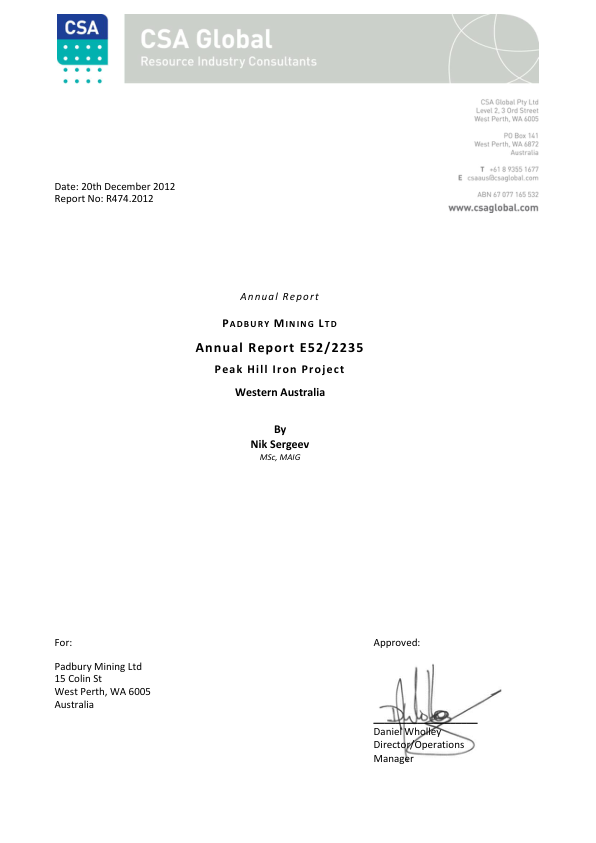 CSA
CSA Global
Resource Industry Consultants
CSA Global Pty Ltd
Level 2, 3 Ord Street
West Perth, WA 6005
PO Box 141
West Perth, WA 6872
Australia
T +61 8 9355 1677
E csaaus@csaglobal.com
ABN 67 077 165 532
www.csaglobal.com
Date: 20th December 2012
Report No: R474.2012
Annual Report
PADBURY MINING LTD
Annual Report E52/2235
Peak Hill Iron Project
Western Australia
By
Nik Sergeev
MSc, MAIG
For:
Padbury Mining Ltd
15 Colin St
West Perth, WA 6005
Australia
Approved:
Daniel Wholley
Director/Operations
Manager